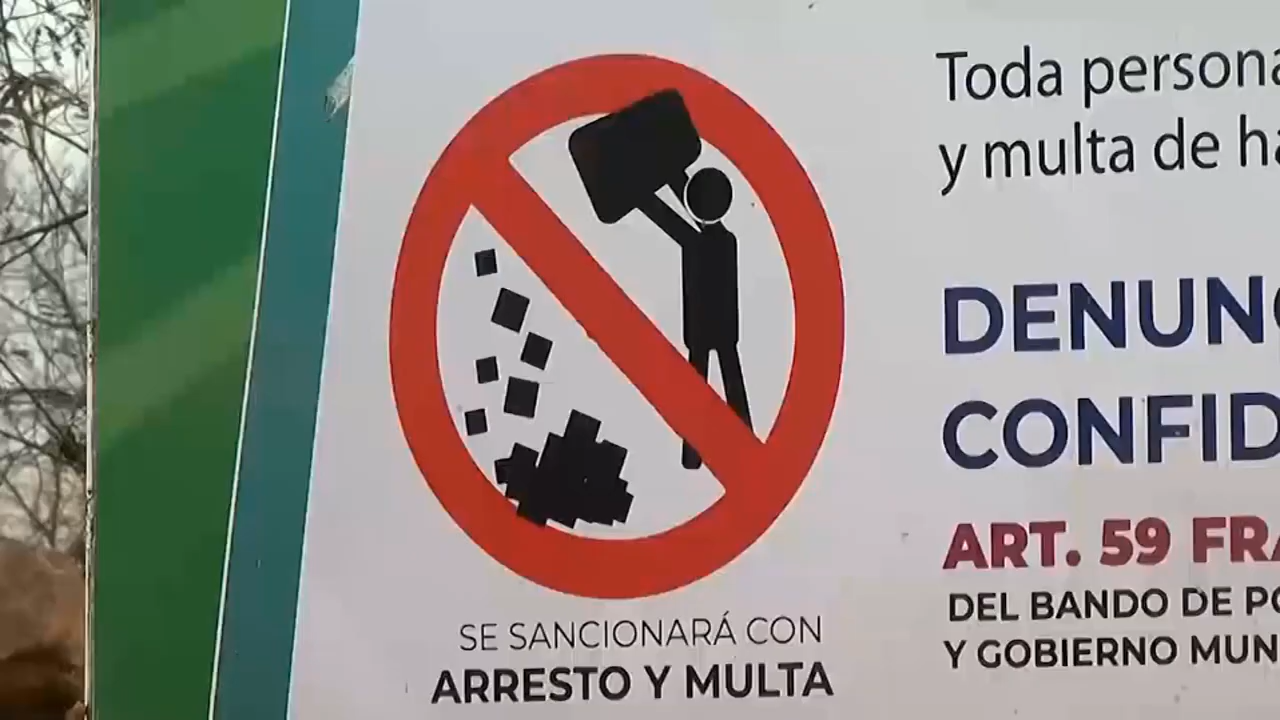 Toda persona
y multa de ha
DENUNC
CONFID
ART. 59 FRA
DEL BANDO DE PO
Y GOBIERNO MUN
SE SANCIONARÁ CON
ARRESTO Y MULTA